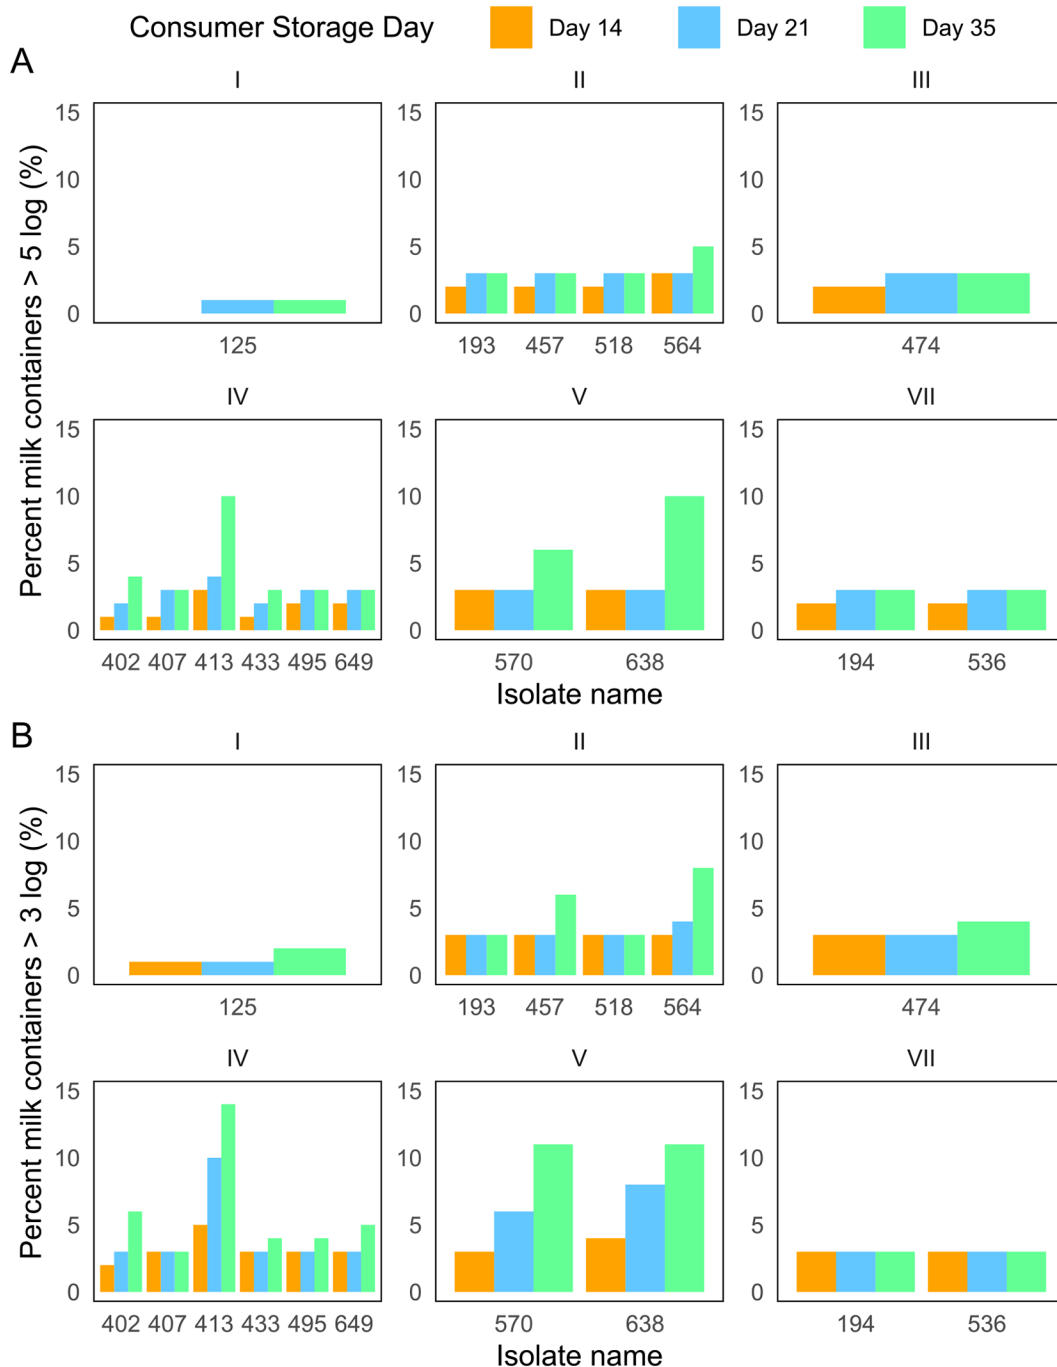 Consumer Storage Day Day 14 Day 21 Day 35
A
Percent milk containers > 5 log (%)
I II III
15 15 15
10 10 10
5 5 5
0 0 0
125 193 457 518 564 474
IV V VII
15 15 15
10 10 10
5 5 5
0 0 0
402 407 413 433 495 649 570 638 194 536
Isolate name
B
Percent milk containers > 3 log (%)
I II III
15 15 15
10 10 10
5 5 5
0 0 0
125 193 457 518 564 474
IV V VII
15 15 15
10 10 10
5 5 5
0 0 0
402 407 413 433 495 649 570 638 194 536
Isolate name